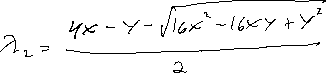 λ₂ = (4x - y - √(16x² - 16xy + y²)) / 2